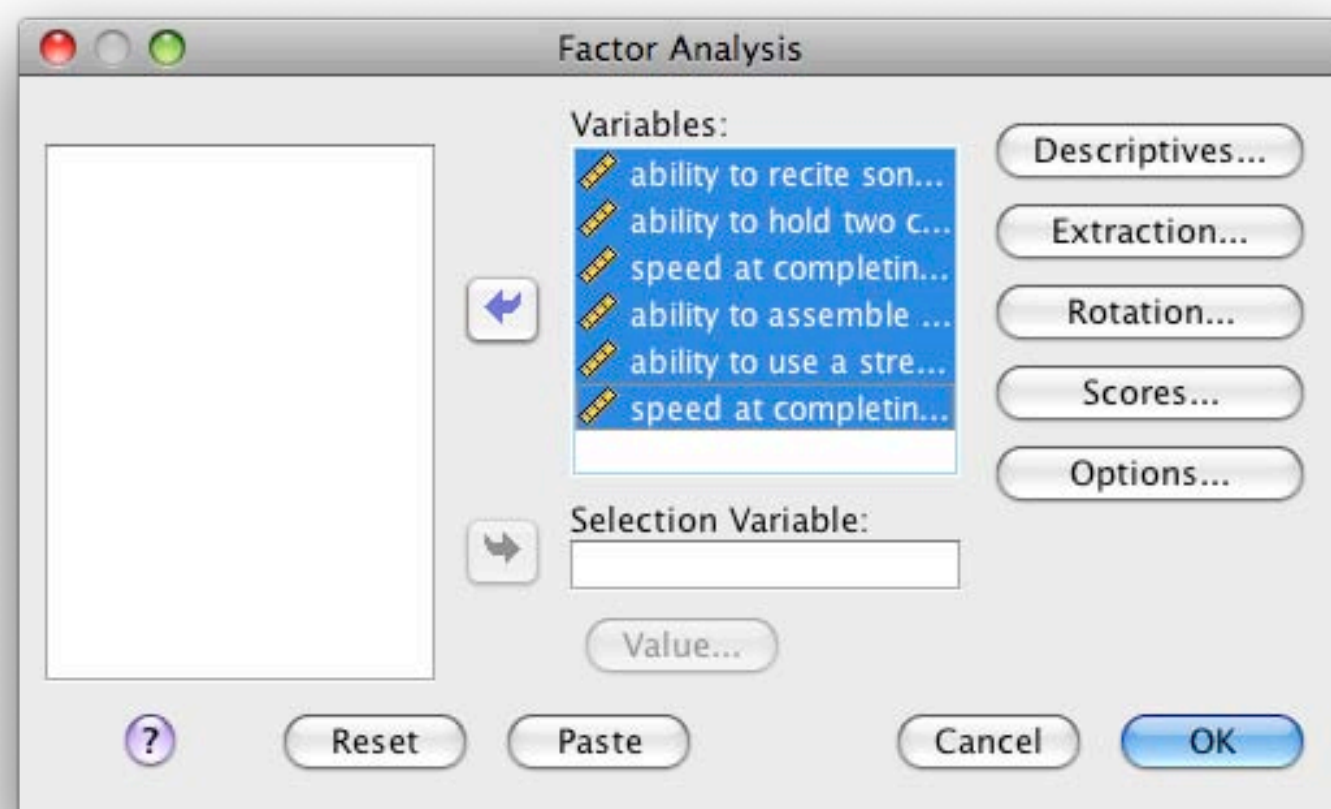 Factor Analysis
Variables:
ability to recite son...
ability to hold two c...
speed at completin...
ability to assemble ...
ability to use a stre...
speed at completin...
Selection Variable:
Value...
Descriptives...
Extraction...
Rotation...
Scores...
Options...
?
Reset
Paste
Cancel
OK